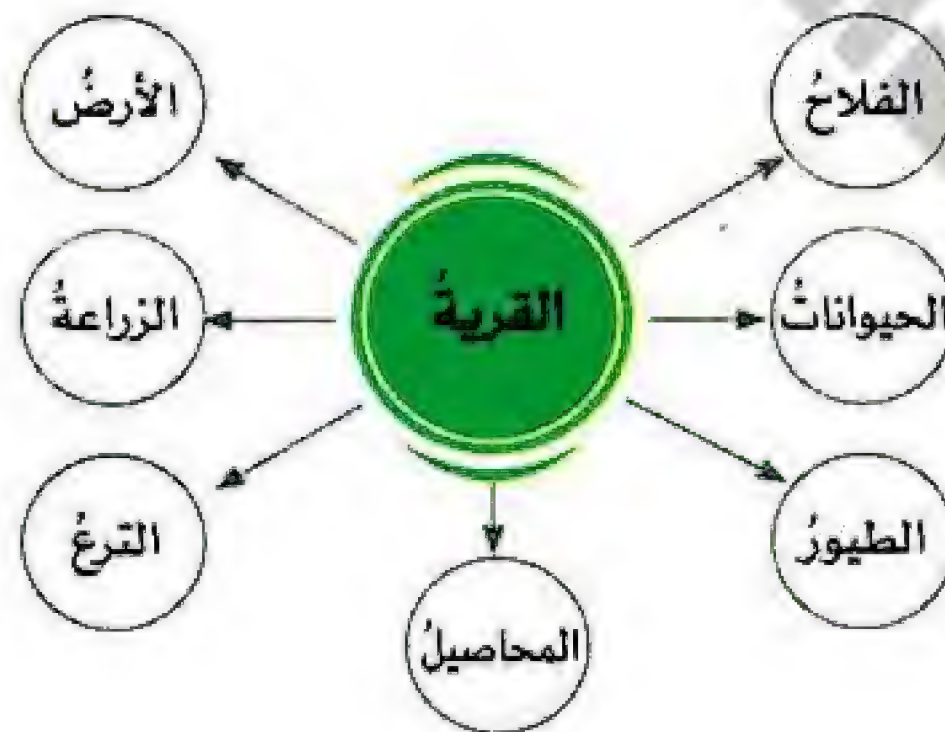 الفلاحُ
الأرضُ
القريةُ
الحيواناتُ
الزراعةُ
الطيورُ
الترعُ
المحاصيلُ